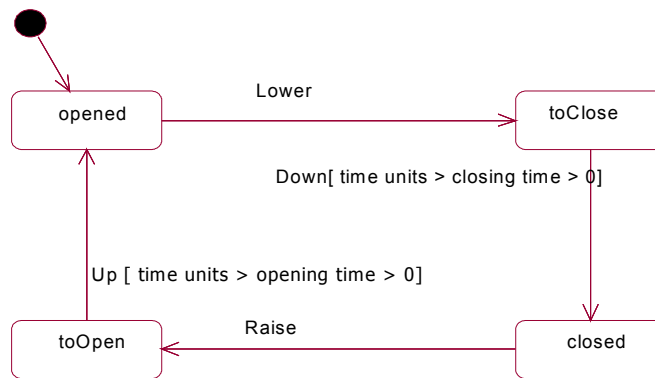 Lower
opened
toClose
Down[ time units > closing time > 0]
Up [ time units > opening time > 0]
Raise
toOpen
closed